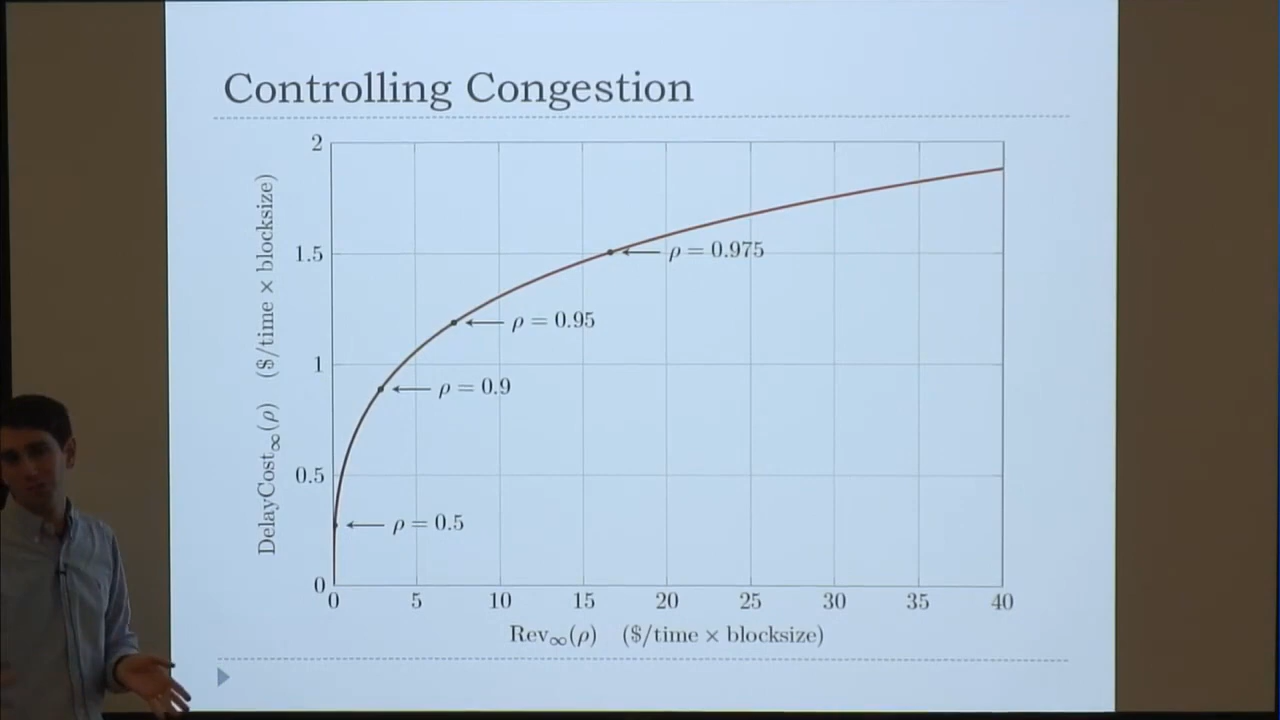 Controlling Congestion
DelayCost∞(ρ) ($/time × blocksize)
2
1.5
1
0.5
0
ρ = 0.975
ρ = 0.95
ρ = 0.9
ρ = 0.5
0 5 10 15 20 25 30 35 40
Rev∞(ρ) ($/time × blocksize)